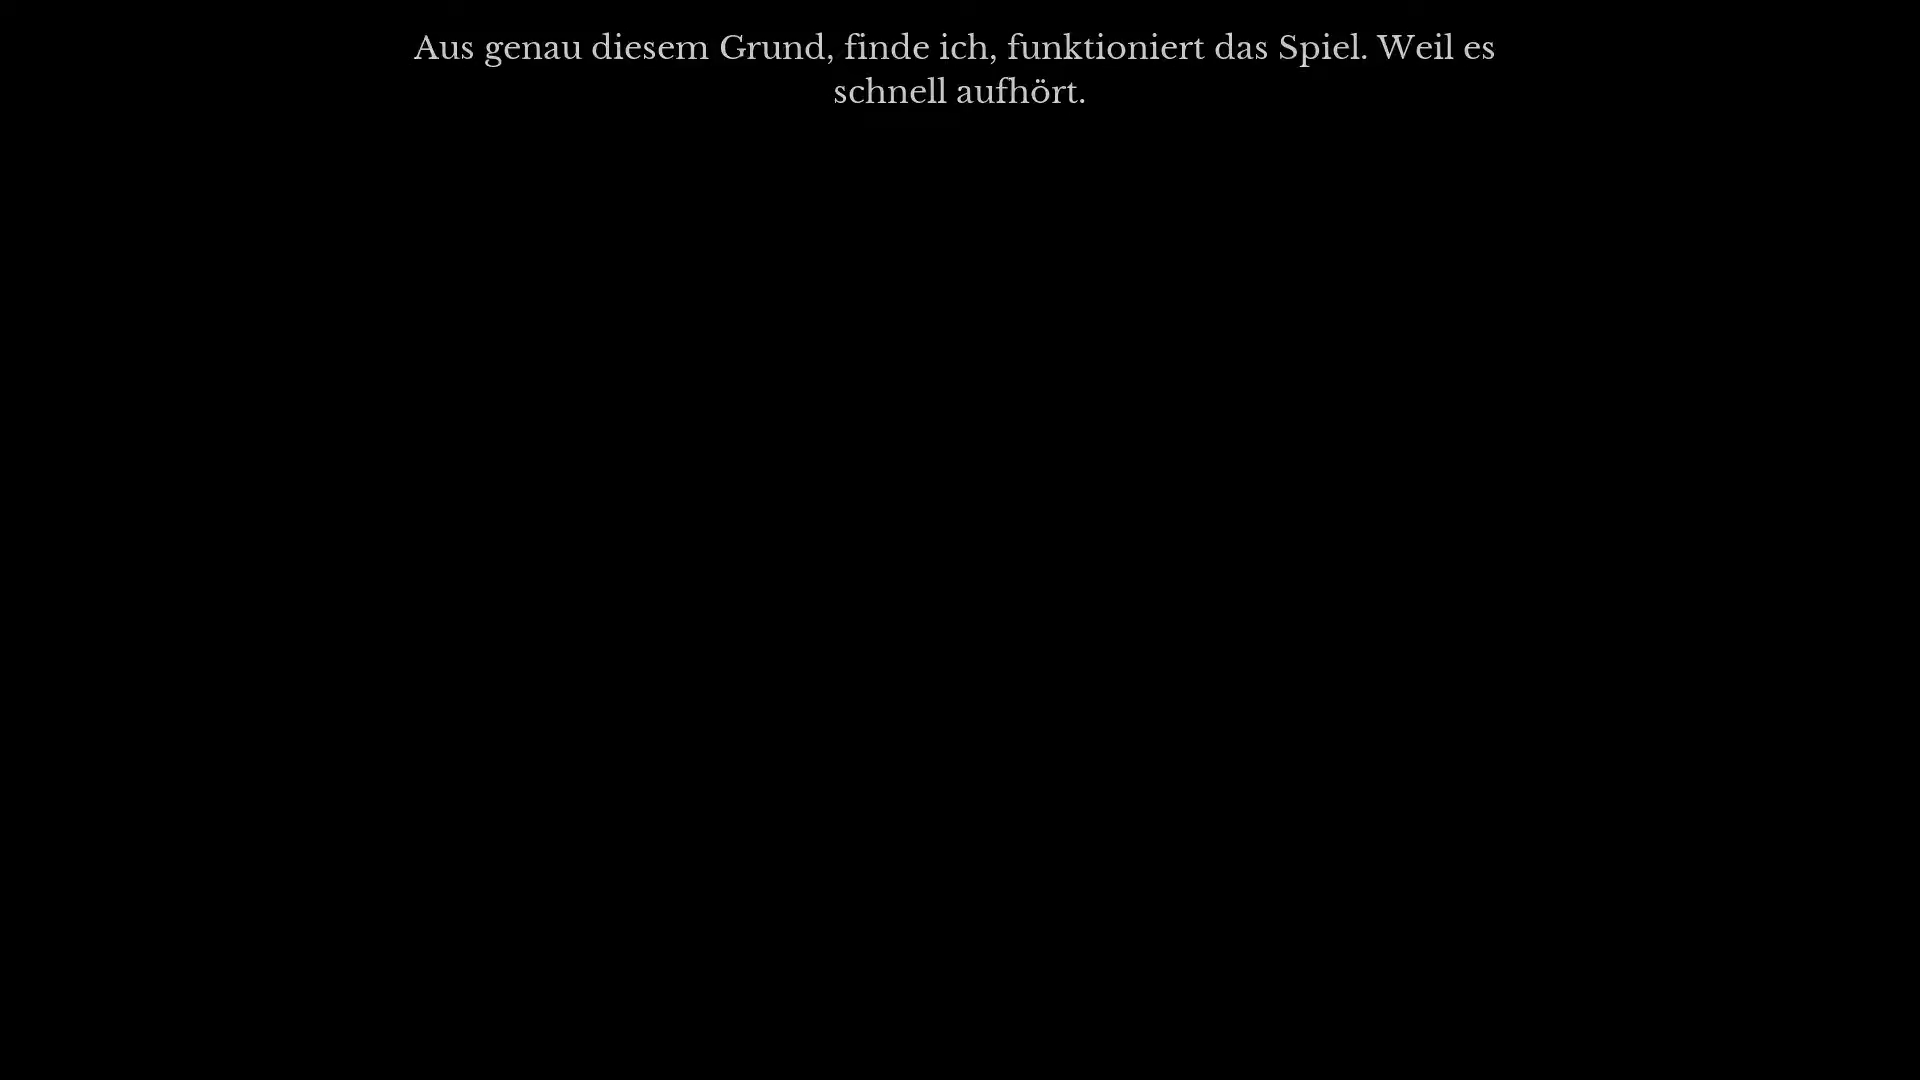 Aus genau diesem Grund, finde ich, funktioniert das Spiel. Weil es
schnell aufhört.